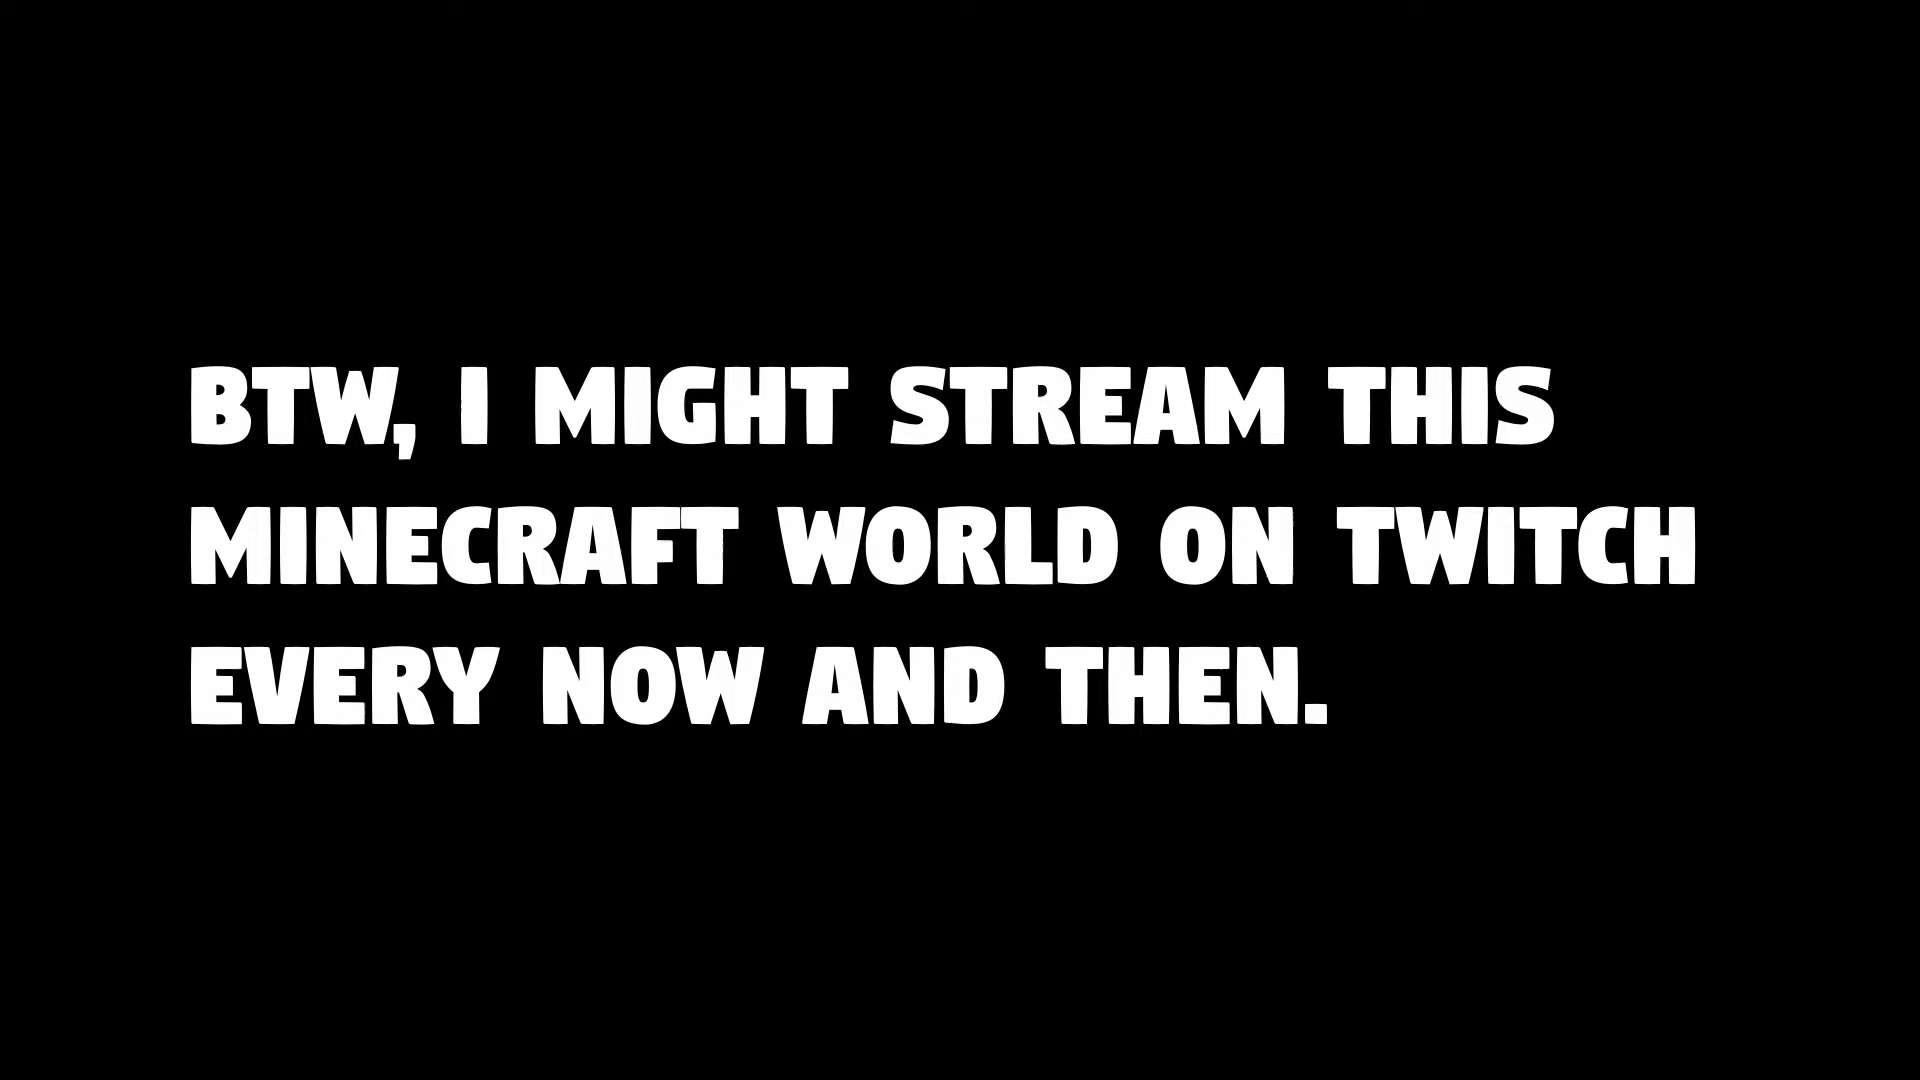 BTW, I MIGHT STREAM THIS
MINECRAFT WORLD ON TWITCH
EVERY NOW AND THEN.